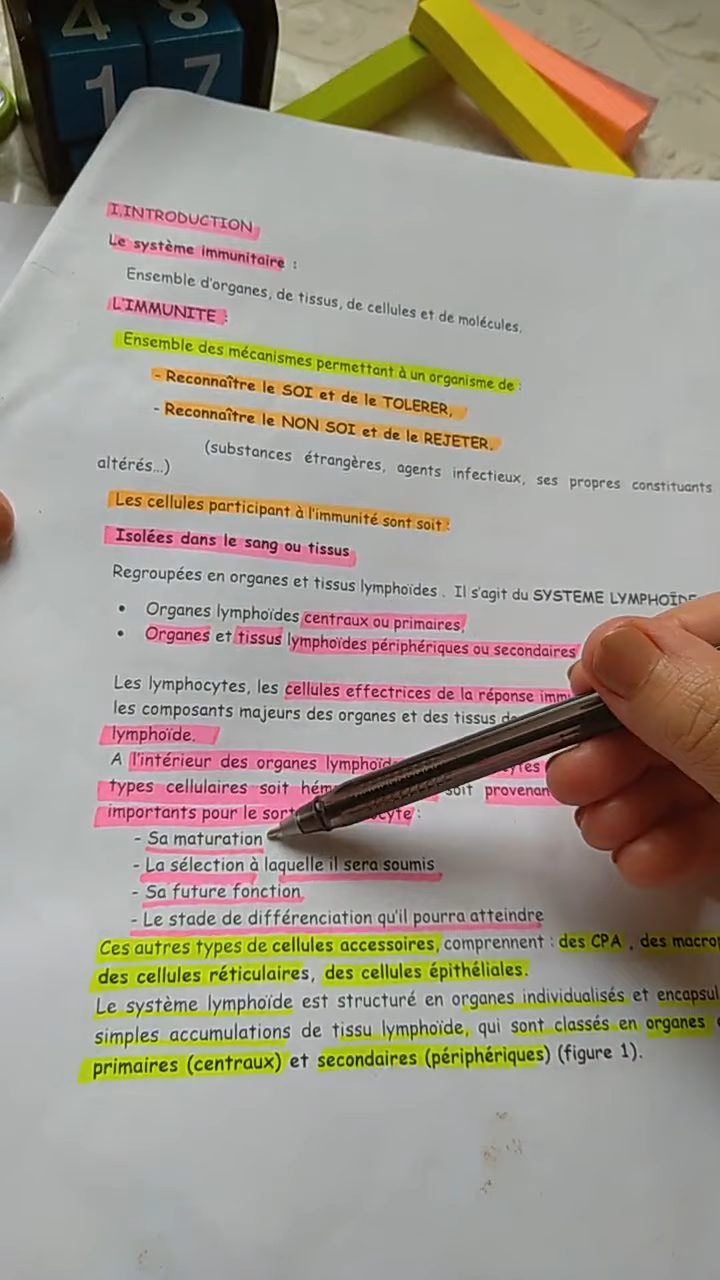 4 8
1 7
I.INTRODUCTION
Le système immunitaire :
Ensemble d'organes, de tissus, de cellules et de molécules.
L'IMMUNITE :
Ensemble des mécanismes permettant à un organisme de :
- Reconnaître le SOI et de le TOLERER,
- Reconnaître le NON SOI et de le REJETER.
(substances étrangères, agents infectieux, ses propres constituants
altérés...)
Les cellules participant à l'immunité sont soit :
Isolées dans le sang ou tissus
Regroupées en organes et tissus lymphoïdes . Il s'agit du SYSTEME LYMPHOÏDE
• Organes lymphoïdes centraux ou primaires,
• Organes et tissus lymphoïdes périphériques ou secondaires
Les lymphocytes, les cellules effectrices de la réponse
les composants majeurs des organes et des tissus
lymphoïde.
A l'intérieur des organes
types cellulaires soit soit
importants pour le :
- Sa maturation
- La sélection à laquelle il sera soumis
- Sa future fonction
- Le stade de différenciation qu'il pourra atteindre
Ces autres types de cellules accessoires, comprennent : des CPA , des
des cellules réticulaires, des cellules épithéliales.
Le système lymphoïde est structuré en organes individualisés et
simples accumulations de tissu lymphoïde, qui sont classés en organes
primaires (centraux) et secondaires (périphériques) (figure 1).